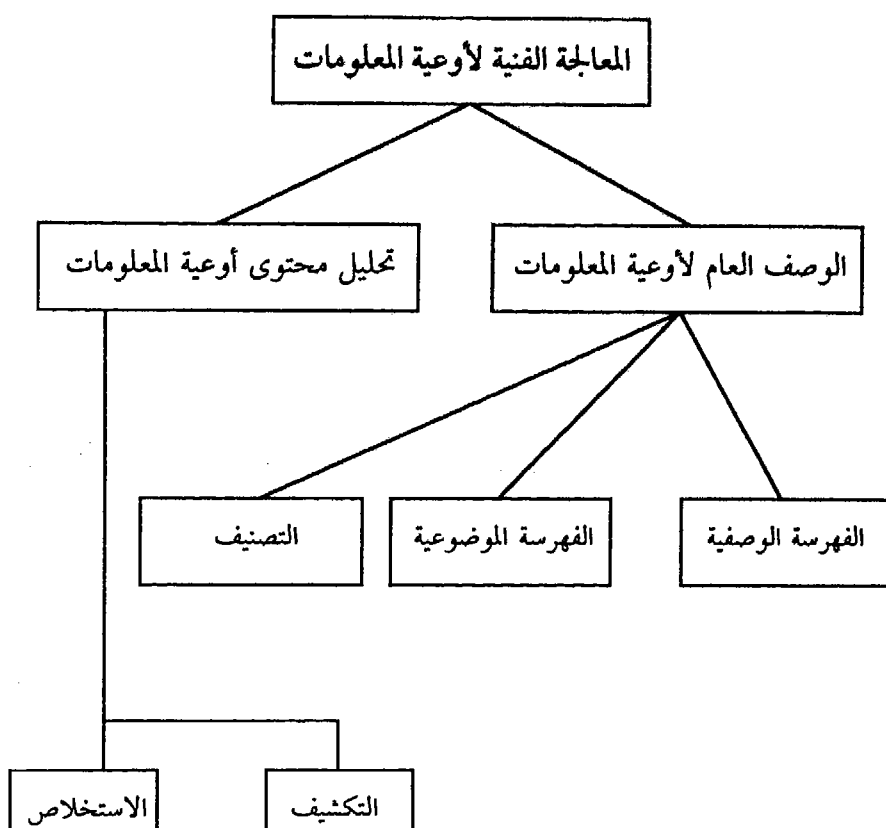 المعالجة الفنية لأوعية المعلومات
الوصف العام لأوعية المعلومات
تحليل محتوى أوعية المعلومات
الفهرسة الوصفية
الفهرسة الموضوعية
التصنيف
التكشيف
الاستخلاص